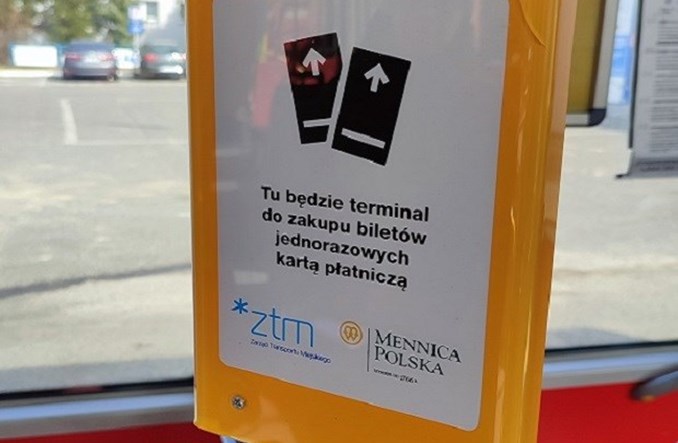 Tu będzie terminal
do zakupu biletów
jednorazowych
kartą płatniczą
*ztm
Zarząd Transportu Miejskiego
MENNICA
POLSKA